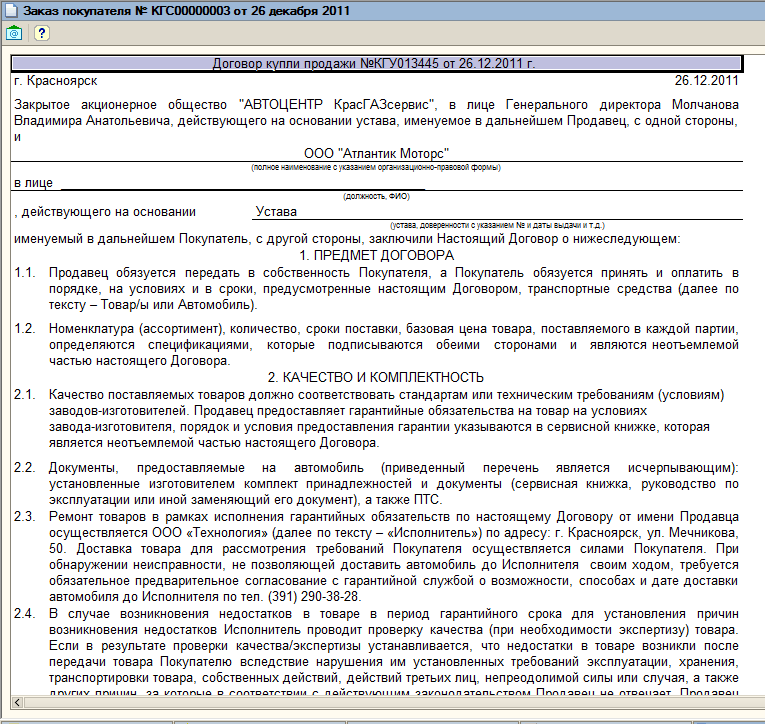 Заказ покупателя № КГС00000003 от 26 декабря 2011
Договор купли продажи №КГУ013445 от 26.12.2011 г.
г. Красноярск 26.12.2011
Закрытое акционерное общество "АВТОЦЕНТР КрасГАЗсервис", в лице Генерального директора Молчанова
Владимира Анатольевича, действующего на основании устава, именуемое в дальнейшем Продавец, с одной стороны,
и
ООО "Атлантик Моторс"
(полное наименование с указанием организационно-правовой формы)
в лице
(должность, ФИО)
, действующего на основании Устава
(устава, доверенности с указанием № и даты выдачи и т.д.)
именуемый в дальнейшем Покупатель, с другой стороны, заключили Настоящий Договор о нижеследующем:
1. ПРЕДМЕТ ДОГОВОРА
1.1. Продавец обязуется передать в собственность Покупателя, а Покупатель обязуется принять и оплатить в
порядке, на условиях и в сроки, предусмотренные настоящим Договором, транспортные средства (далее по
тексту – Товар/ы или Автомобиль).
1.2. Номенклатура (ассортимент), количество, сроки поставки, базовая цена товара, поставляемого в каждой партии,
определяются спецификациями, которые подписываются обеими сторонами и являются неотъемлемой
частью настоящего Договора.
2. КАЧЕСТВО И КОМПЛЕКТНОСТЬ
2.1. Качество поставляемых товаров должно соответствовать стандартам или техническим требованиям (условиям)
заводов-изготовителей. Продавец предоставляет гарантийные обязательства на товар на условиях
завода-изготовителя, порядок и условия предоставления гарантии указываются в сервисной книжке, которая
является неотъемлемой частью настоящего Договора.
2.2. Документы, предоставляемые на автомобиль (приведенный перечень является исчерпывающим):
установленные изготовителем комплект принадлежностей и документы (сервисная книжка, руководство по
эксплуатации или иной заменяющий его документ), а также ПТС.
2.3. Ремонт товаров в рамках исполнения гарантийных обязательств по настоящему Договору от имени Продавца
осуществляется ООО «Технология» (далее по тексту – «Исполнитель») по адресу: г. Красноярск, ул. Мечникова,
50. Доставка товара для рассмотрения требований Покупателя осуществляется силами Покупателя. При
обнаружении неисправности, не позволяющей доставить автомобиль до Исполнителя своим ходом, требуется
обязательное предварительное согласование с гарантийной службой о возможности, способах и дате доставки
автомобиля до Исполнителя по тел. (391) 290-38-28.
2.4. В случае возникновения недостатков в товаре в период гарантийного срока для установления причин
возникновения недостатков Исполнитель проводит проверку качества (при необходимости экспертизу) товара.
Если в результате проверки качества/экспертизы устанавливается, что недостатки в товаре возникли после
передачи товара Покупателю вследствие нарушения им установленных требований эксплуатации, хранения,
транспортировки товара, собственных действий, действий третьих лиц, непреодолимой силы или случая, а также
других причин, за которые в соответствии с действующим законодательством Продавец не отвечает, Продавец